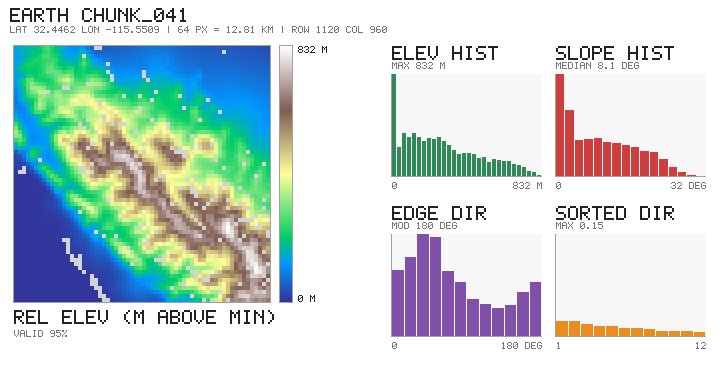 EARTH CHUNK_041
LAT 32.4462 LON -115.5509 | 64 PX = 12.81 KM | ROW 1120 COL 960
832 M
0 M
REL ELEV (M ABOVE MIN)
VALID 95%
ELEV HIST
MAX 832 M
0 832 M
SLOPE HIST
MEDIAN 8.1 DEG
0 32 DEG
EDGE DIR
MOD 180 DEG
0 180 DEG
SORTED DIR
MAX 0.15
1 12